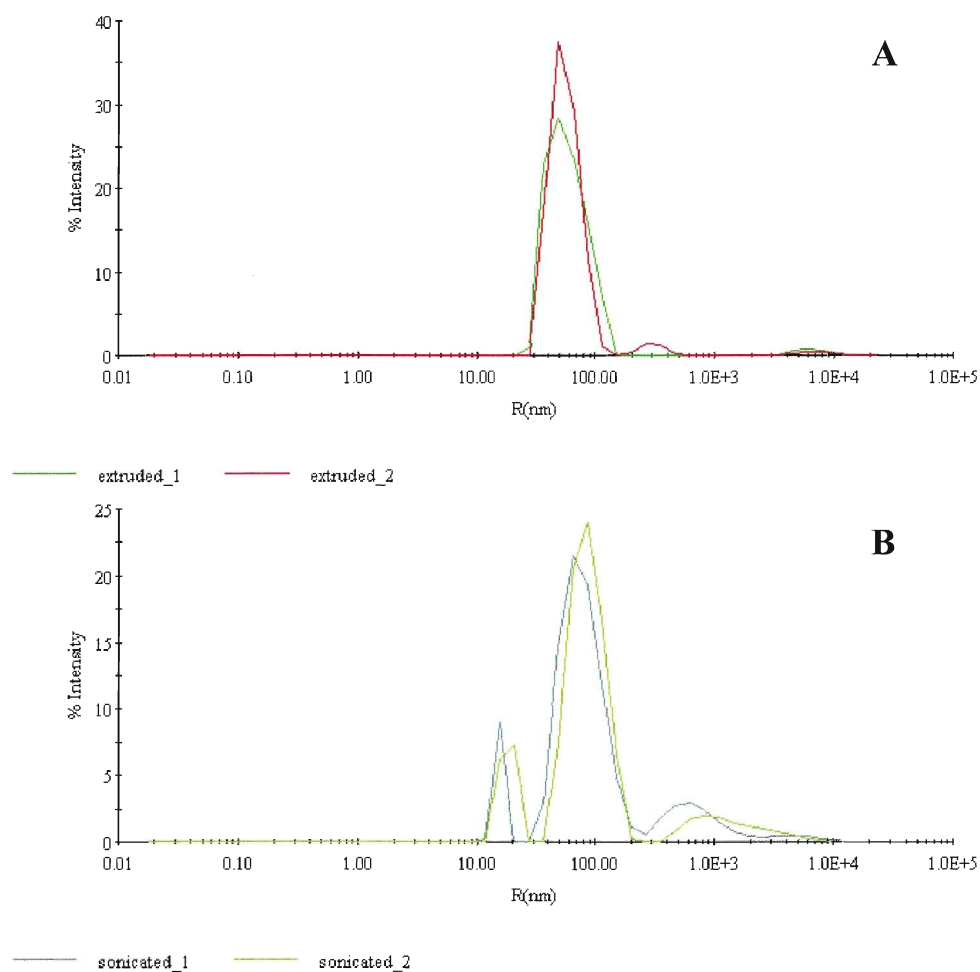 A
40
30
20
10
0
% Intensity
0.01 0.10 1.00 10.00 100.00 1.0E+3 1.0E+4 1.0E+5
R(nm)
extruded_1 extruded_2
B
25
20
15
10
5
0
% Intensity
0.01 0.10 1.00 10.00 100.00 1.0E+3 1.0E+4 1.0E+5
R(nm)
sonicated_1 sonicated_2